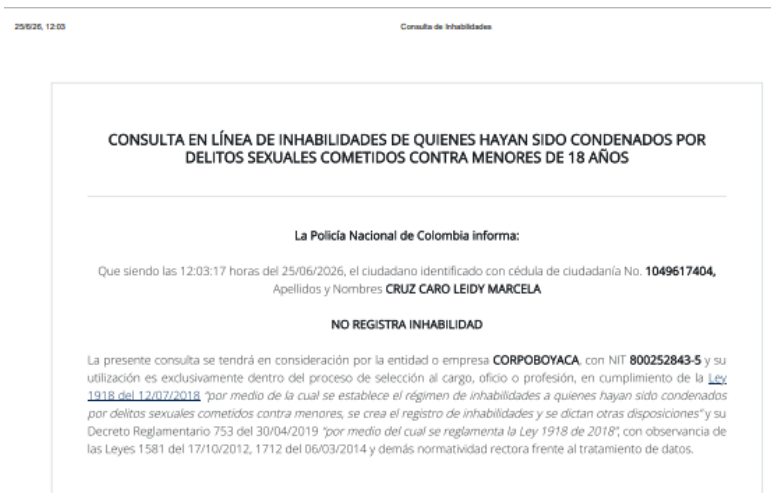 25/6/26, 12:03 Consulta de Inhabilidades
CONSULTA EN LÍNEA DE INHABILIDADES DE QUIENES HAYAN SIDO CONDENADOS POR
DELITOS SEXUALES COMETIDOS CONTRA MENORES DE 18 AÑOS
La Policía Nacional de Colombia informa:
Que siendo las 12:03:17 horas del 25/06/2026, el ciudadano identificado con cédula de ciudadanía No. 1049617404,
Apellidos y Nombres CRUZ CARO LEIDY MARCELA
NO REGISTRA INHABILIDAD
La presente consulta se tendrá en consideración por la entidad o empresa CORPOBOYACA, con NIT 800252843-5 y su
utilización es exclusivamente dentro del proceso de selección al cargo, oficio o profesión, en cumplimiento de la Ley
1918 del 12/07/2018 "por medio de la cual se establece el régimen de inhabilidades a quienes hayan sido condenados
por delitos sexuales cometidos contra menores, se crea el registro de inhabilidades y se dictan otras disposiciones" y su
Decreto Reglamentario 753 del 30/04/2019 "por medio del cual se reglamenta la Ley 1918 de 2018", con observancia de
las Leyes 1581 del 17/10/2012, 1712 del 06/03/2014 y demás normatividad rectora frente al tratamiento de datos.